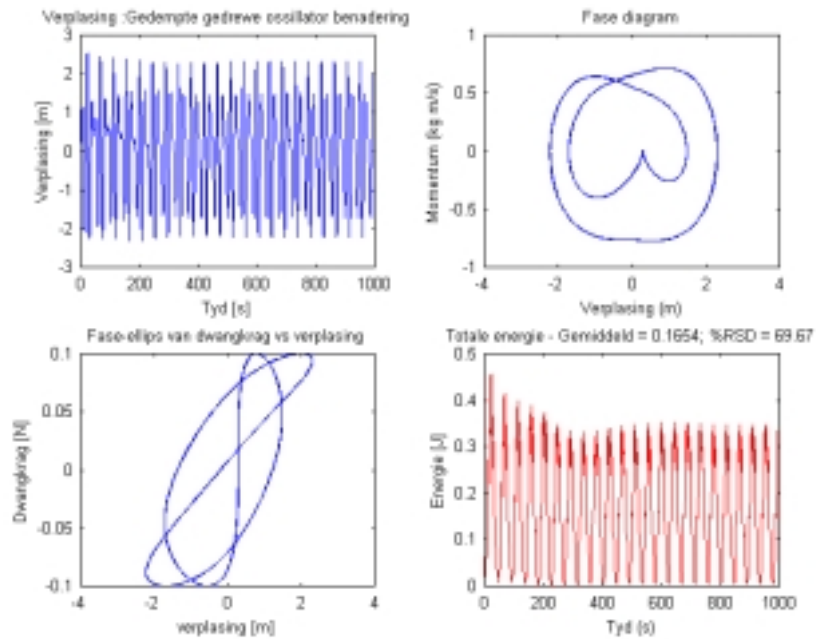 Verplasing :Gedempte gedrewe ossillator benadering
3
2
1
0
-1
-2
-3
Verplasing [m]
0 200 400 600 800 1000
Tyd [s]
Fase diagram
1
0.5
0
-0.5
-1
Momentum (kg m/s)
-4 -2 0 2 4
Verplasing (m)
Fase-ellips van dwangkrag vs verplasing
0.1
0.05
0
-0.05
-0.1
Dwangkrag [N]
-4 -2 0 2 4
verplasing [m]
Totale energie - Gemiddeld = 0.1654; %RSD = 69.67
0.5
0.4
0.3
0.2
0.1
0
Energie [J]
0 200 400 600 800 1000
Tyd (s)